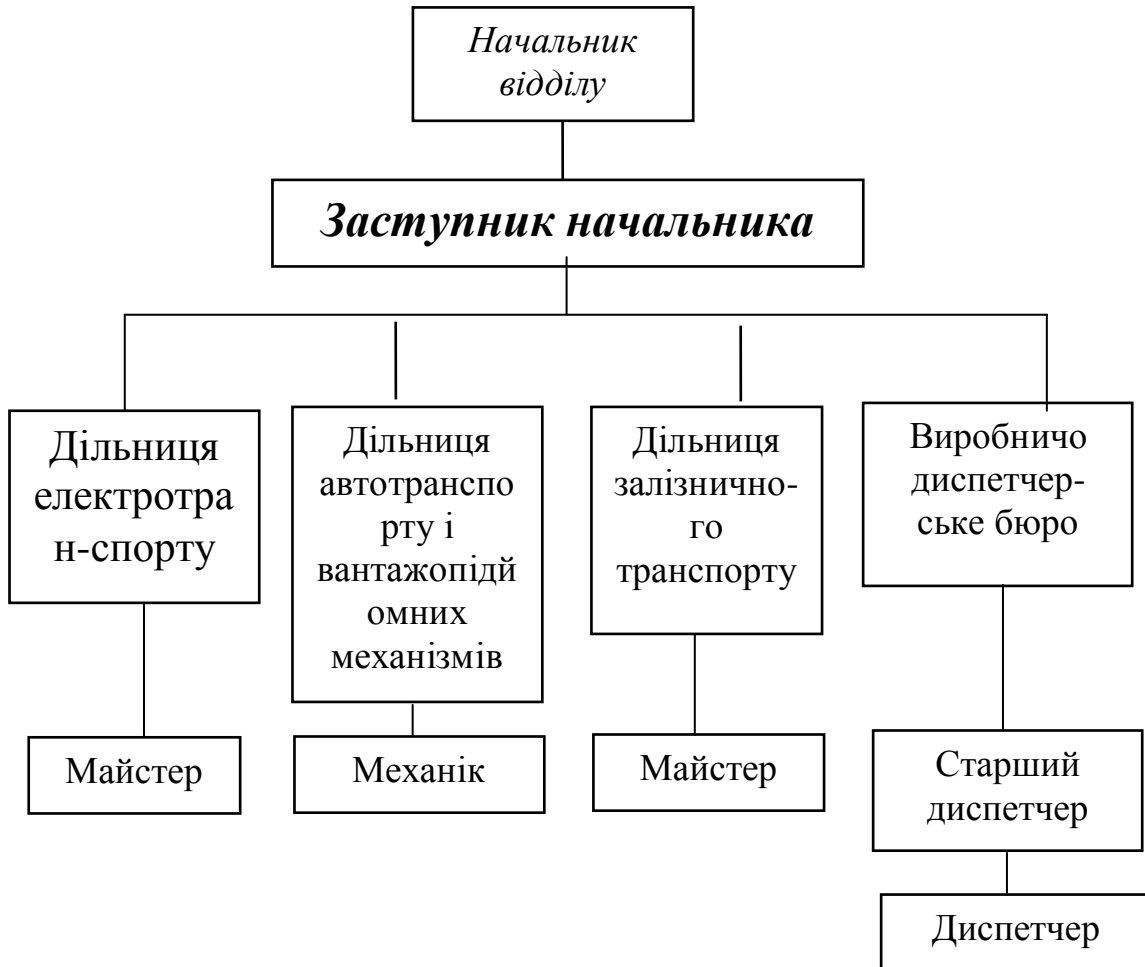 Начальник
відділу
Заступник начальника
Дільниця
електротра
н-спорту
Дільниця
автотранспо
рту і
вантажопідй
омних
механізмів
Дільниця
залізнично-
го
транспорту
Виробничо
диспетчер-
ське бюро
Майстер
Механік
Майстер
Старший
диспетчер
Диспетчер